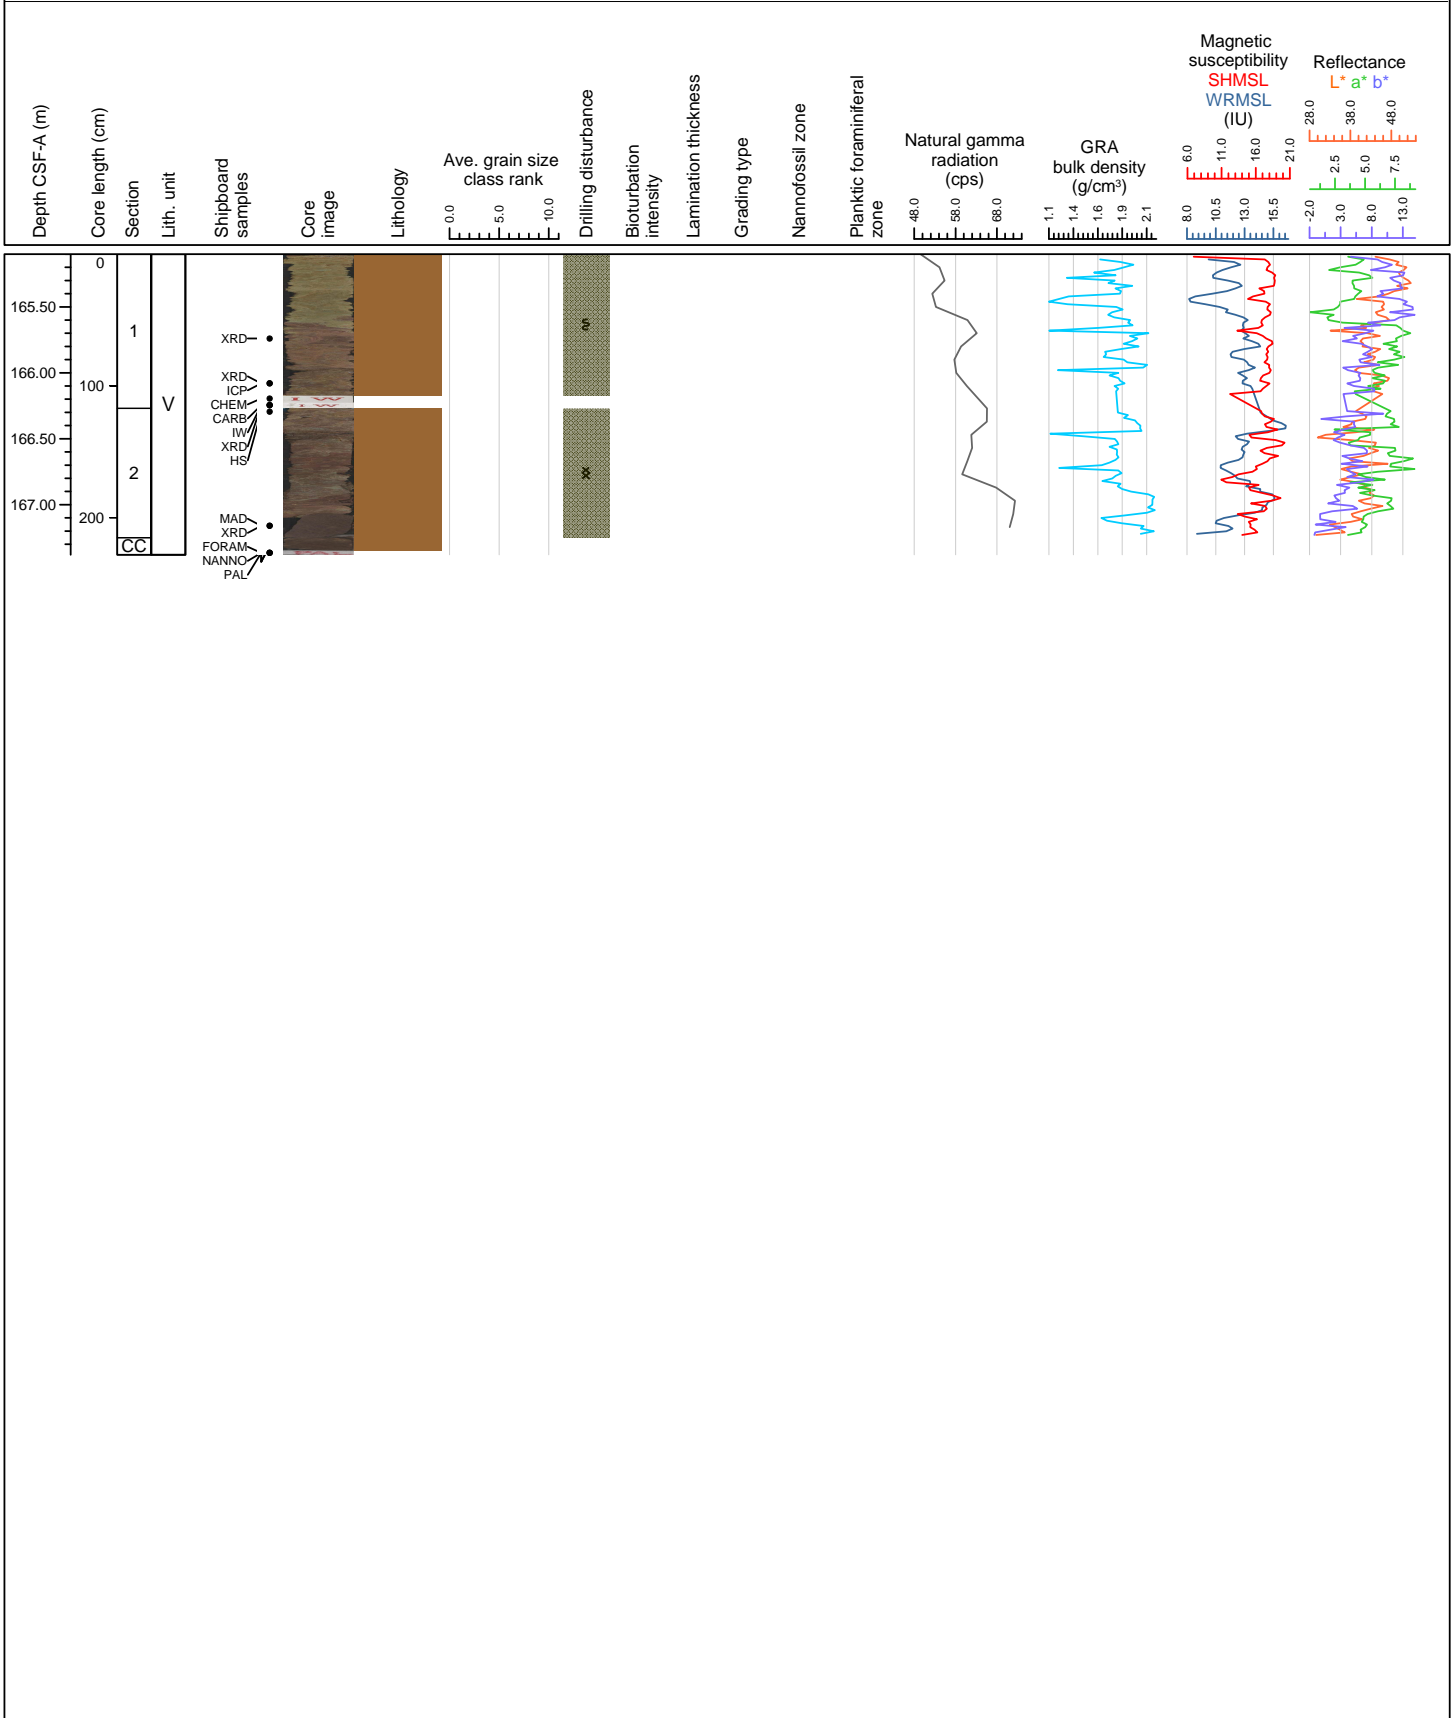 Depth CSF-A (m)
Core length (cm)
Section
Lith. unit
Shipboard
samples
Core
image
Lithology
Ave. grain size
class rank
0.0
5.0
10.0
Drilling disturbance
Bioturbation
intensity
Lamination thickness
Grading type
Nannofossil zone
Planktic foraminiferal
zone
Natural gamma
radiation
(cps)
48.0
58.0
68.0
GRA
bulk density
(g/cm³)
1.1
1.4
1.6
1.9
2.1
Magnetic
susceptibility
SHMSL
WRMSL
(IU)
6.0
11.0
16.0
21.0
8.0
10.5
13.0
15.5
Reflectance
L* a* b*
28.0
38.0
48.0
2.5
5.0
7.5
-2.0
3.0
8.0
13.0
165.50
166.00
166.50
167.00
0
100
200
1
2
CC
V
XRD
XRD
ICP
CHEM
CARB
IW
XRD
HS
MAD
XRD
FORAM
NANNO
PAL
I W
I W
PAL